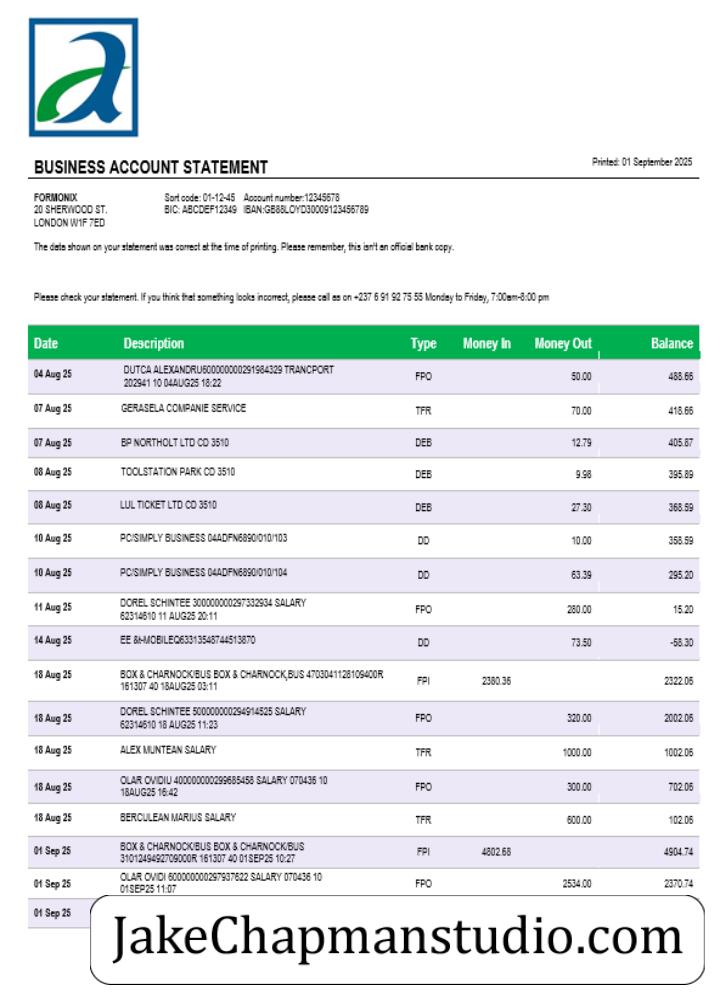 BUSINESS ACCOUNT STATEMENT
Printed: 01 September 2025
FORMONIX
20 SHERWOOD ST.
LONDON W1F 7ED
Sort code: 01-12-45 Account number:12345678
BIC: ABCDEF12349 IBAN:GB88LOYD30009123456789
The data shown on your statement was correct at the time of printing. Please remember, this isn't an official bank copy.
Please check your statement. If you think that something looks incorrect, please call as on +237 6 91 92 75 55 Monday to Friday, 7:00am-8:00 pm
Date Description Type Money In Money Out Balance
04 Aug 25 DUTCA ALEXANDRU600000000291984329 TRANCPORT
202941 10 04AUG25 18:22 FPO 50.00 488.66
07 Aug 25 GERASELA COMPANIE SERVICE TFR 70.00 418.66
07 Aug 25 BP NORTHOLT LTD CD 3510 DEB 12.79 405.87
08 Aug 25 TOOLSTATION PARK CD 3510 DEB 9.98 395.89
08 Aug 25 LUL TICKET LTD CD 3510 DEB 27.30 368.59
10 Aug 25 PC/SIMPLY BUSINESS 04ADFN6890/010/103 DD 10.00 358.59
10 Aug 25 PC/SIMPLY BUSINESS 04ADFN6890/010/104 DD 63.39 295.20
11 Aug 25 DOREL SCHINTEE 300000000297332934 SALARY
62314610 11 AUG25 20:11 FPO 280.00 15.20
14 Aug 25 EE &MOBILEQ63313548744513870 DD 73.50 -58.30
18 Aug 25 BOX & CHARNOCK/BUS BOX & CHARNOCK,BUS 4703041128109400R
161307 40 18AUG25 03:11 FPI 2380.36 2322.06
18 Aug 25 DOREL SCHINTEE 500000000294914525 SALARY
62314610 18 AUG25 11:23 FPO 320.00 2002.06
18 Aug 25 ALEX MUNTEAN SALARY TFR 1000.00 1002.06
18 Aug 25 OLAR OVIDIU 400000000299685458 SALARY 070436 10
18AUG25 16:42 FPO 300.00 702.06
18 Aug 25 BERCULEAN MARIUS SALARY TFR 600.00 102.06
01 Sep 25 BOX & CHARNOCK/BUS BOX & CHARNOCK/BUS
3101249492709000R 161307 40 01SEP25 10:27 FPI 4802.68 4904.74
01 Sep 25 OLAR OVIDI 600000000297937622 SALARY 070436 10
01SEP25 11:07 FPO 2534.00 2370.74
01 Sep 25
JakeChapmanstudio.com